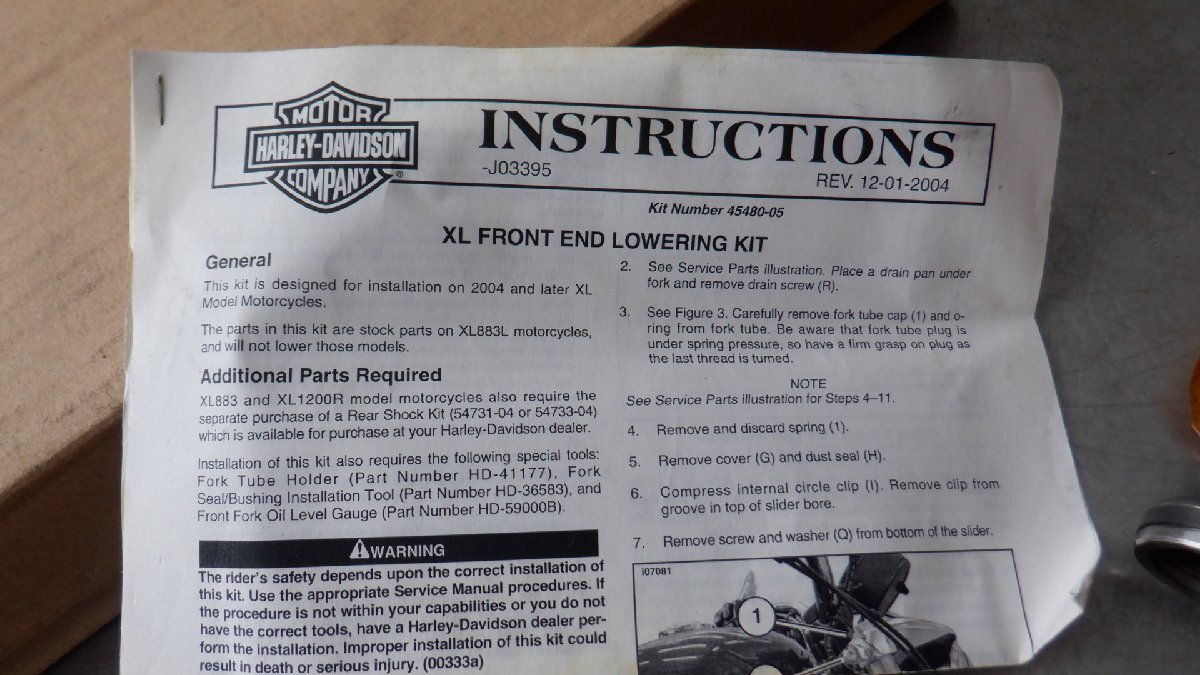 MOTOR
HARLEY-DAVIDSON
COMPANY
®
INSTRUCTIONS
-J03395
REV. 12-01-2004
Kit Number 45480-05
XL FRONT END LOWERING KIT
General
This kit is designed for installation on 2004 and later XL
Model Motorcycles.
The parts in this kit are stock parts on XL883L motorcycles,
and will not lower those models.
Additional Parts Required
XL883 and XL1200R model motorcycles also require the
separate purchase of a Rear Shock Kit (54731-04 or 54733-04)
which is available for purchase at your Harley-Davidson dealer.
Installation of this kit also requires the following special tools:
Fork Tube Holder (Part Number HD-41177), Fork
Seal/Bushing Installation Tool (Part Number HD-36583), and
Front Fork Oil Level Gauge (Part Number HD-59000B).
WARNING
The rider's safety depends upon the correct installation of
this kit. Use the appropriate Service Manual procedures. If
the procedure is not within your capabilities or you do not
have the correct tools, have a Harley-Davidson dealer per-
form the installation. Improper installation of this kit could
result in death or serious injury. (00333a)
2. See Service Parts illustration. Place a drain pan under
fork and remove drain screw (R).
3. See Figure 3. Carefully remove fork tube cap (1) and o-
ring from fork tube. Be aware that fork tube plug is
under spring pressure, so have a firm grasp on plug as
the last thread is turned.
NOTE
See Service Parts illustration for Steps 4–11.
4. Remove and discard spring (1).
5. Remove cover (G) and dust seal (H).
6. Compress internal circle clip (I). Remove clip from
groove in top of slider bore.
7. Remove screw and washer (Q) from bottom of the slider.
i07081
1